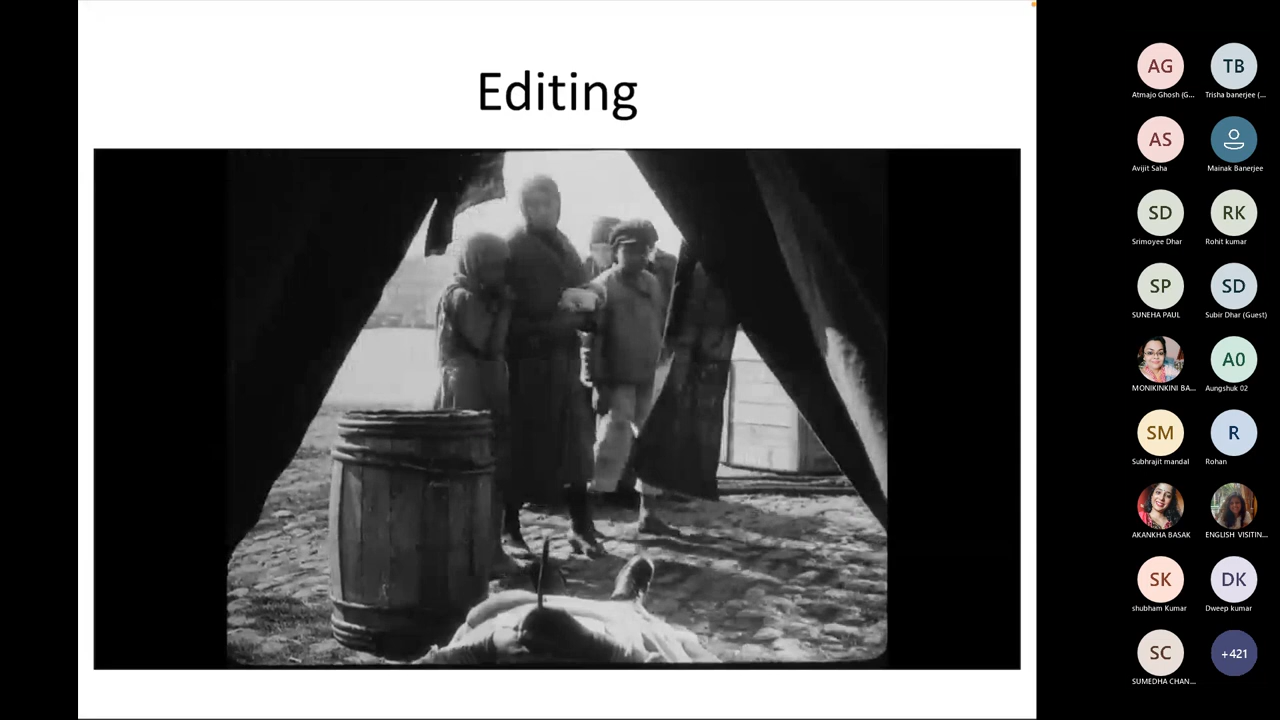 Editing
AG
TB
Atmajo Ghosh (G...
Trisha banerjee (...
AS
Avijit Saha
Mainak Banerjee
SD
RK
Srimoyee Dhar
Rohit kumar
SP
SD
SUNEHA PAUL
Subir Dhar (Guest)
A0
MONIKINKINI BA...
Aungshuk 02
SM
R
Subhrajit mandal
Rohan
AKANKHA BASAK
ENGLISH VISITIN...
SK
DK
shubham Kumar
Dweep kumar
SC
+421
SUMEDHA CHAN...